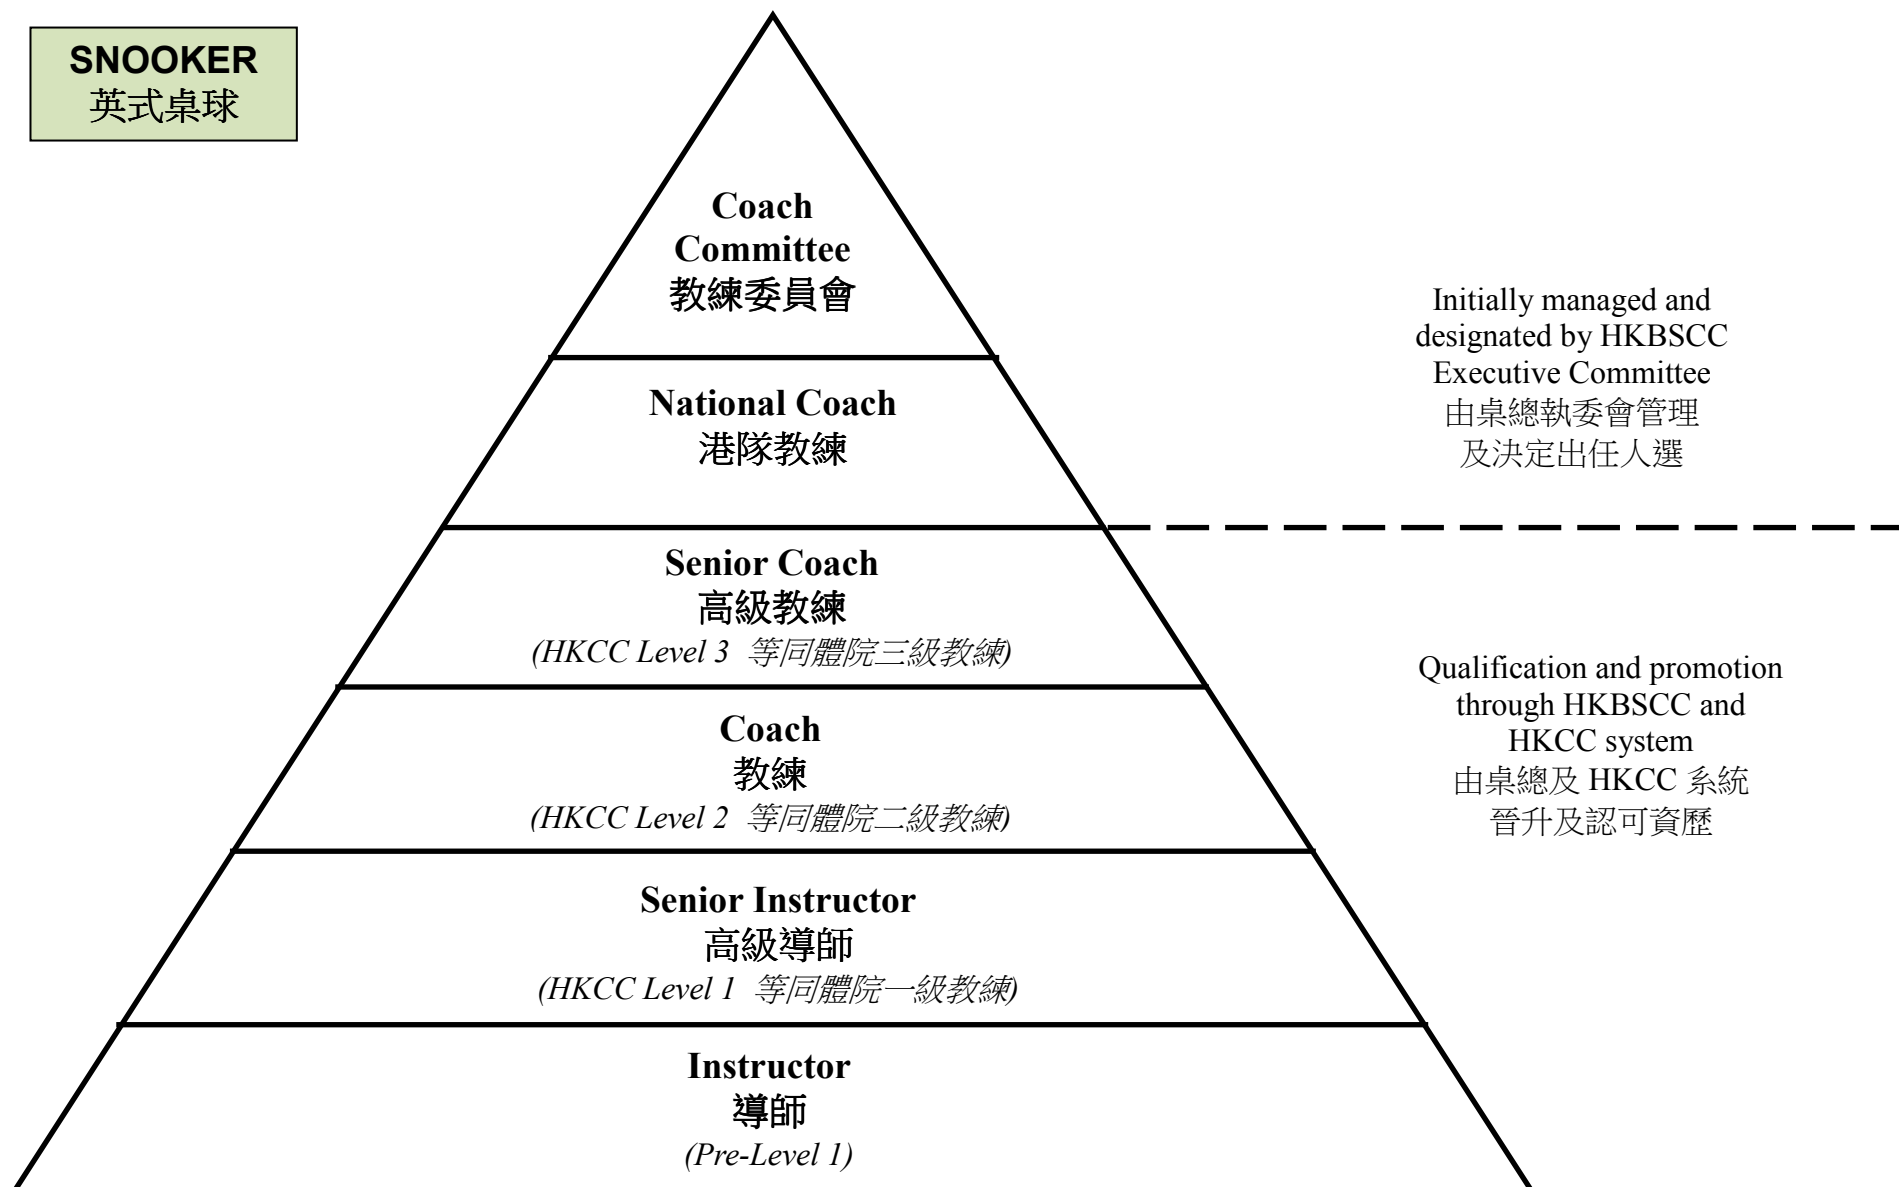 SNOOKER
英式桌球
Coach
Committee
教練委員會
National Coach
港隊教練
Initially managed and
designated by HKBSCC
Executive Committee
由桌總執委會管理
及決定出任人選
Senior Coach
高級教練
(HKCC Level 3 等同體院三級教練)
Coach
教練
(HKCC Level 2 等同體院二級教練)
Senior Instructor
高級導師
(HKCC Level 1 等同體院一級教練)
Instructor
導師
(Pre-Level 1)
Qualification and promotion
through HKBSCC and
HKCC system
由桌總及 HKCC 系統
晉升及認可資歷